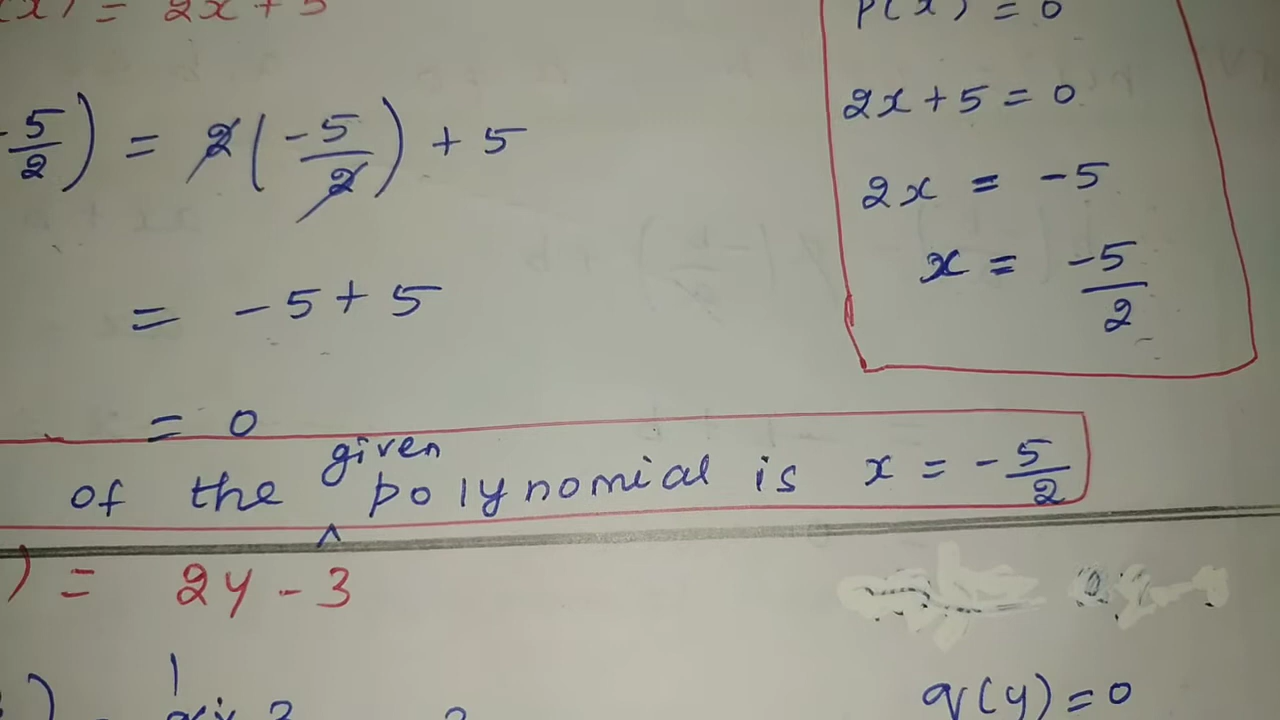 (x) = 2x + 5
-5/2) = 2(-5/2) + 5
= -5 + 5
= 0
of the given polynomial is x = -5/2
P(x) = 0
2x + 5 = 0
2x = -5
x = -5/2
) = 2y - 3
q(y) = 0